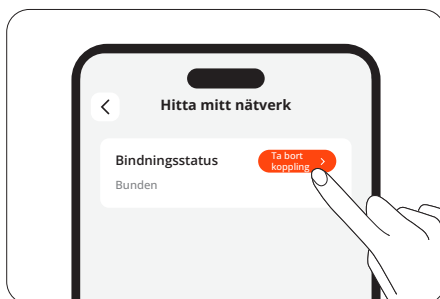 Hitta mitt nätverk
Bindningsstatus
Ta bort
koppling
Bunden